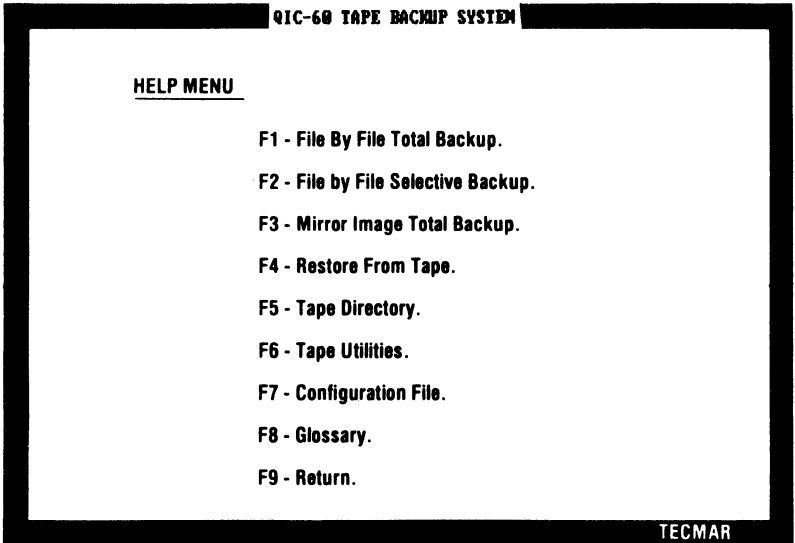 QIC-60 TAPE BACKUP SYSTEM
HELP MENU
F1 - File By File Total Backup.
F2 - File by File Selective Backup.
F3 - Mirror Image Total Backup.
F4 - Restore From Tape.
F5 - Tape Directory.
F6 - Tape Utilities.
F7 - Configuration File.
F8 - Glossary.
F9 - Return.
TECMAR